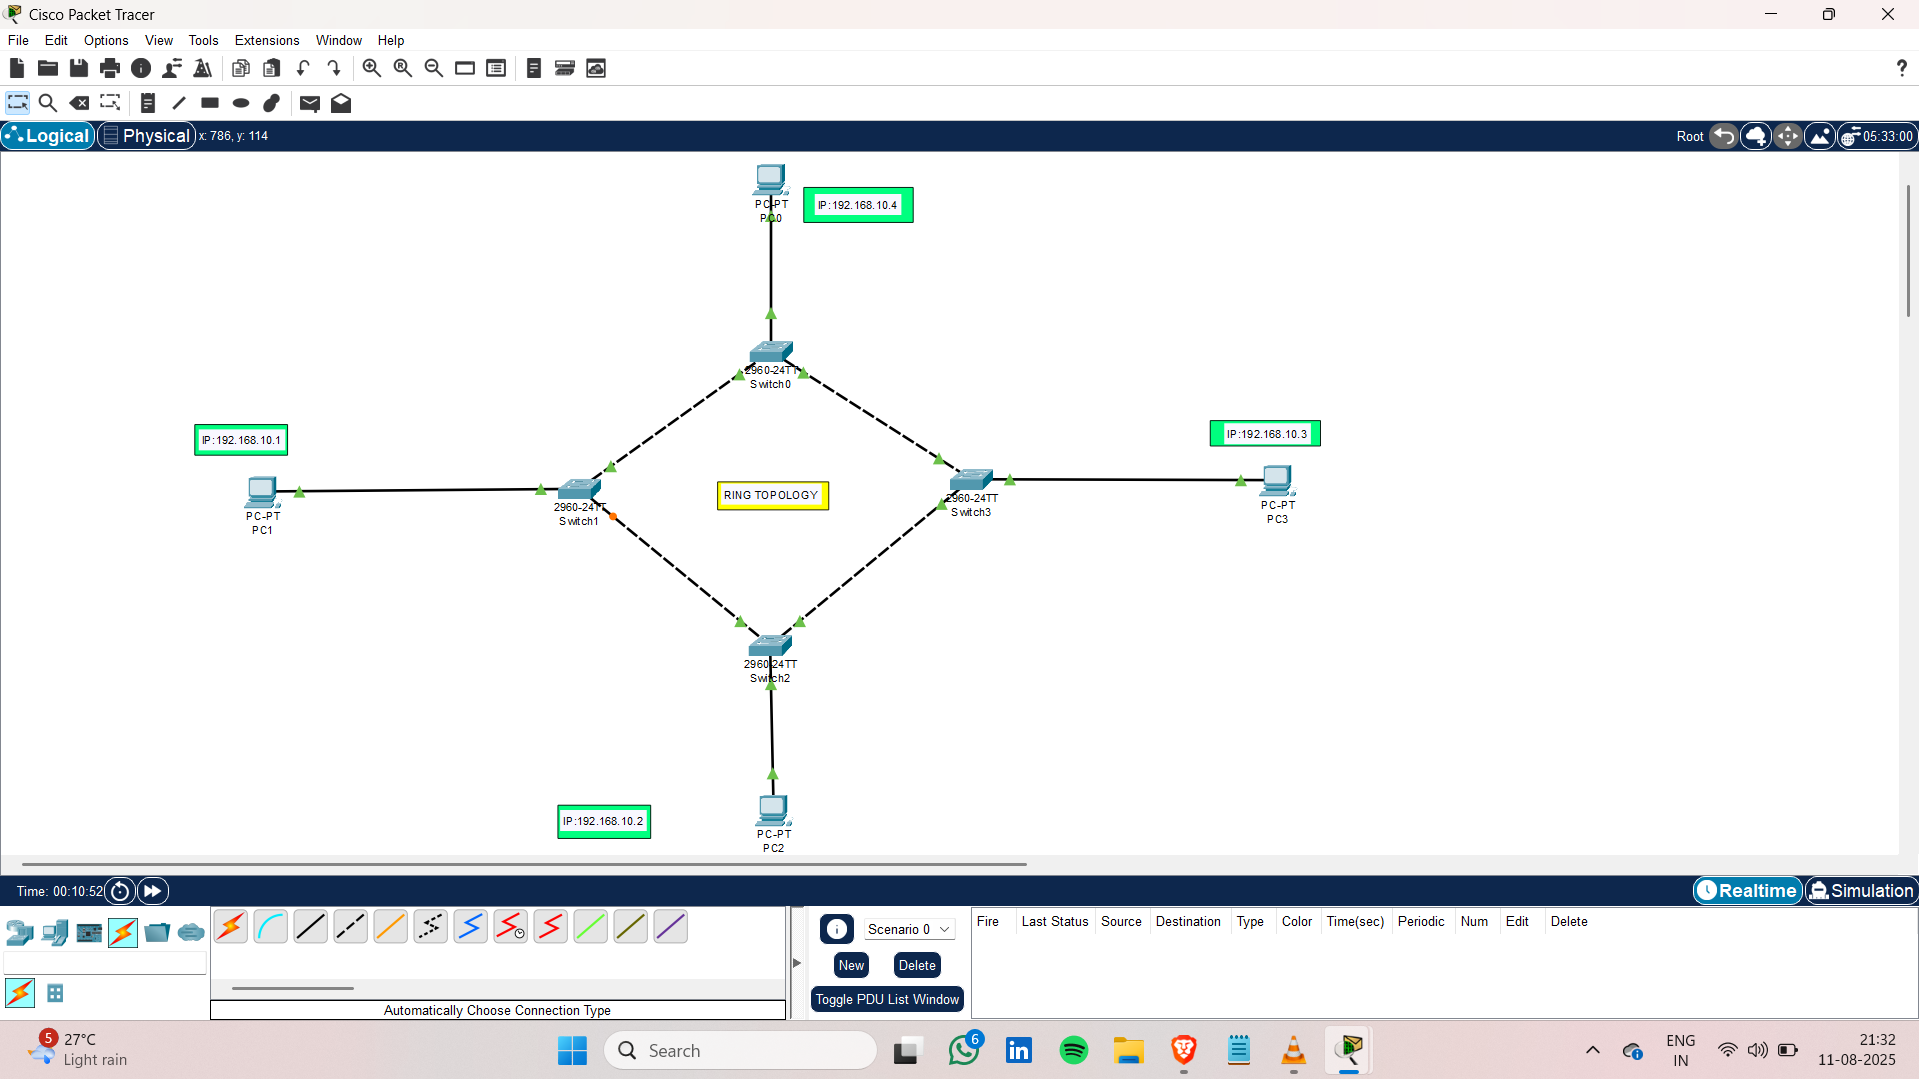 Cisco Packet Tracer
File Edit Options View Tools Extensions Window Help
?
Logical Physical x: 786, y: 114 Root 05:33:00
PC-PT
PC0
IP:192.168.10.4
2960-24TT
Switch0
IP:192.168.10.1
IP:192.168.10.3
PC-PT
PC1
2960-24TT
Switch1
RING TOPOLOGY
2960-24TT
Switch3
PC-PT
PC3
2960-24TT
Switch2
IP:192.168.10.2
PC-PT
PC2
Time: 00:10:52 Realtime Simulation
Scenario 0
New Delete
Toggle PDU List Window
Fire Last Status Source Destination Type Color Time(sec) Periodic Num Edit Delete
Automatically Choose Connection Type
5 27°C
Light rain
Search
6
ENG
IN
21:32
11-08-2025